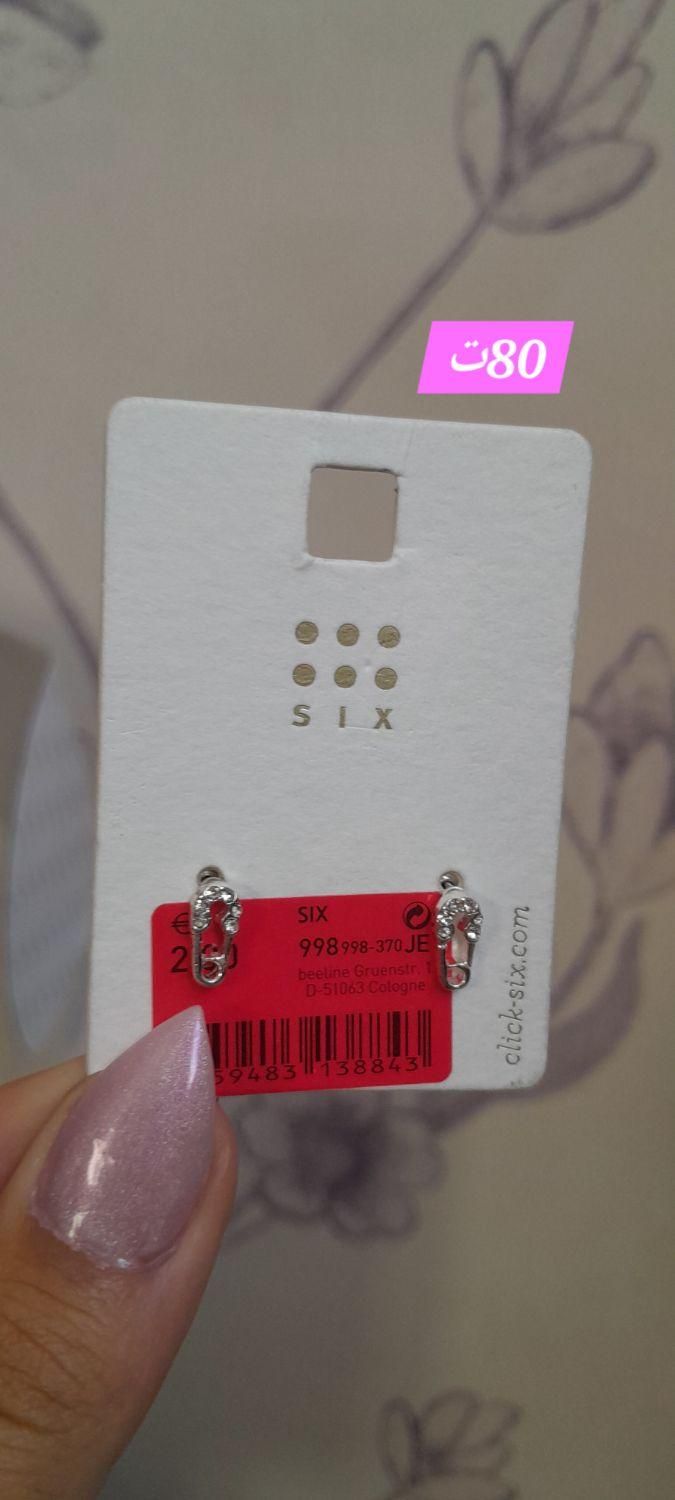 80ت
SIX
€
SIX
998 998-370 JE
beeline Gruenstr. 1
D-51063 Cologne
59483 138843
click-six.com